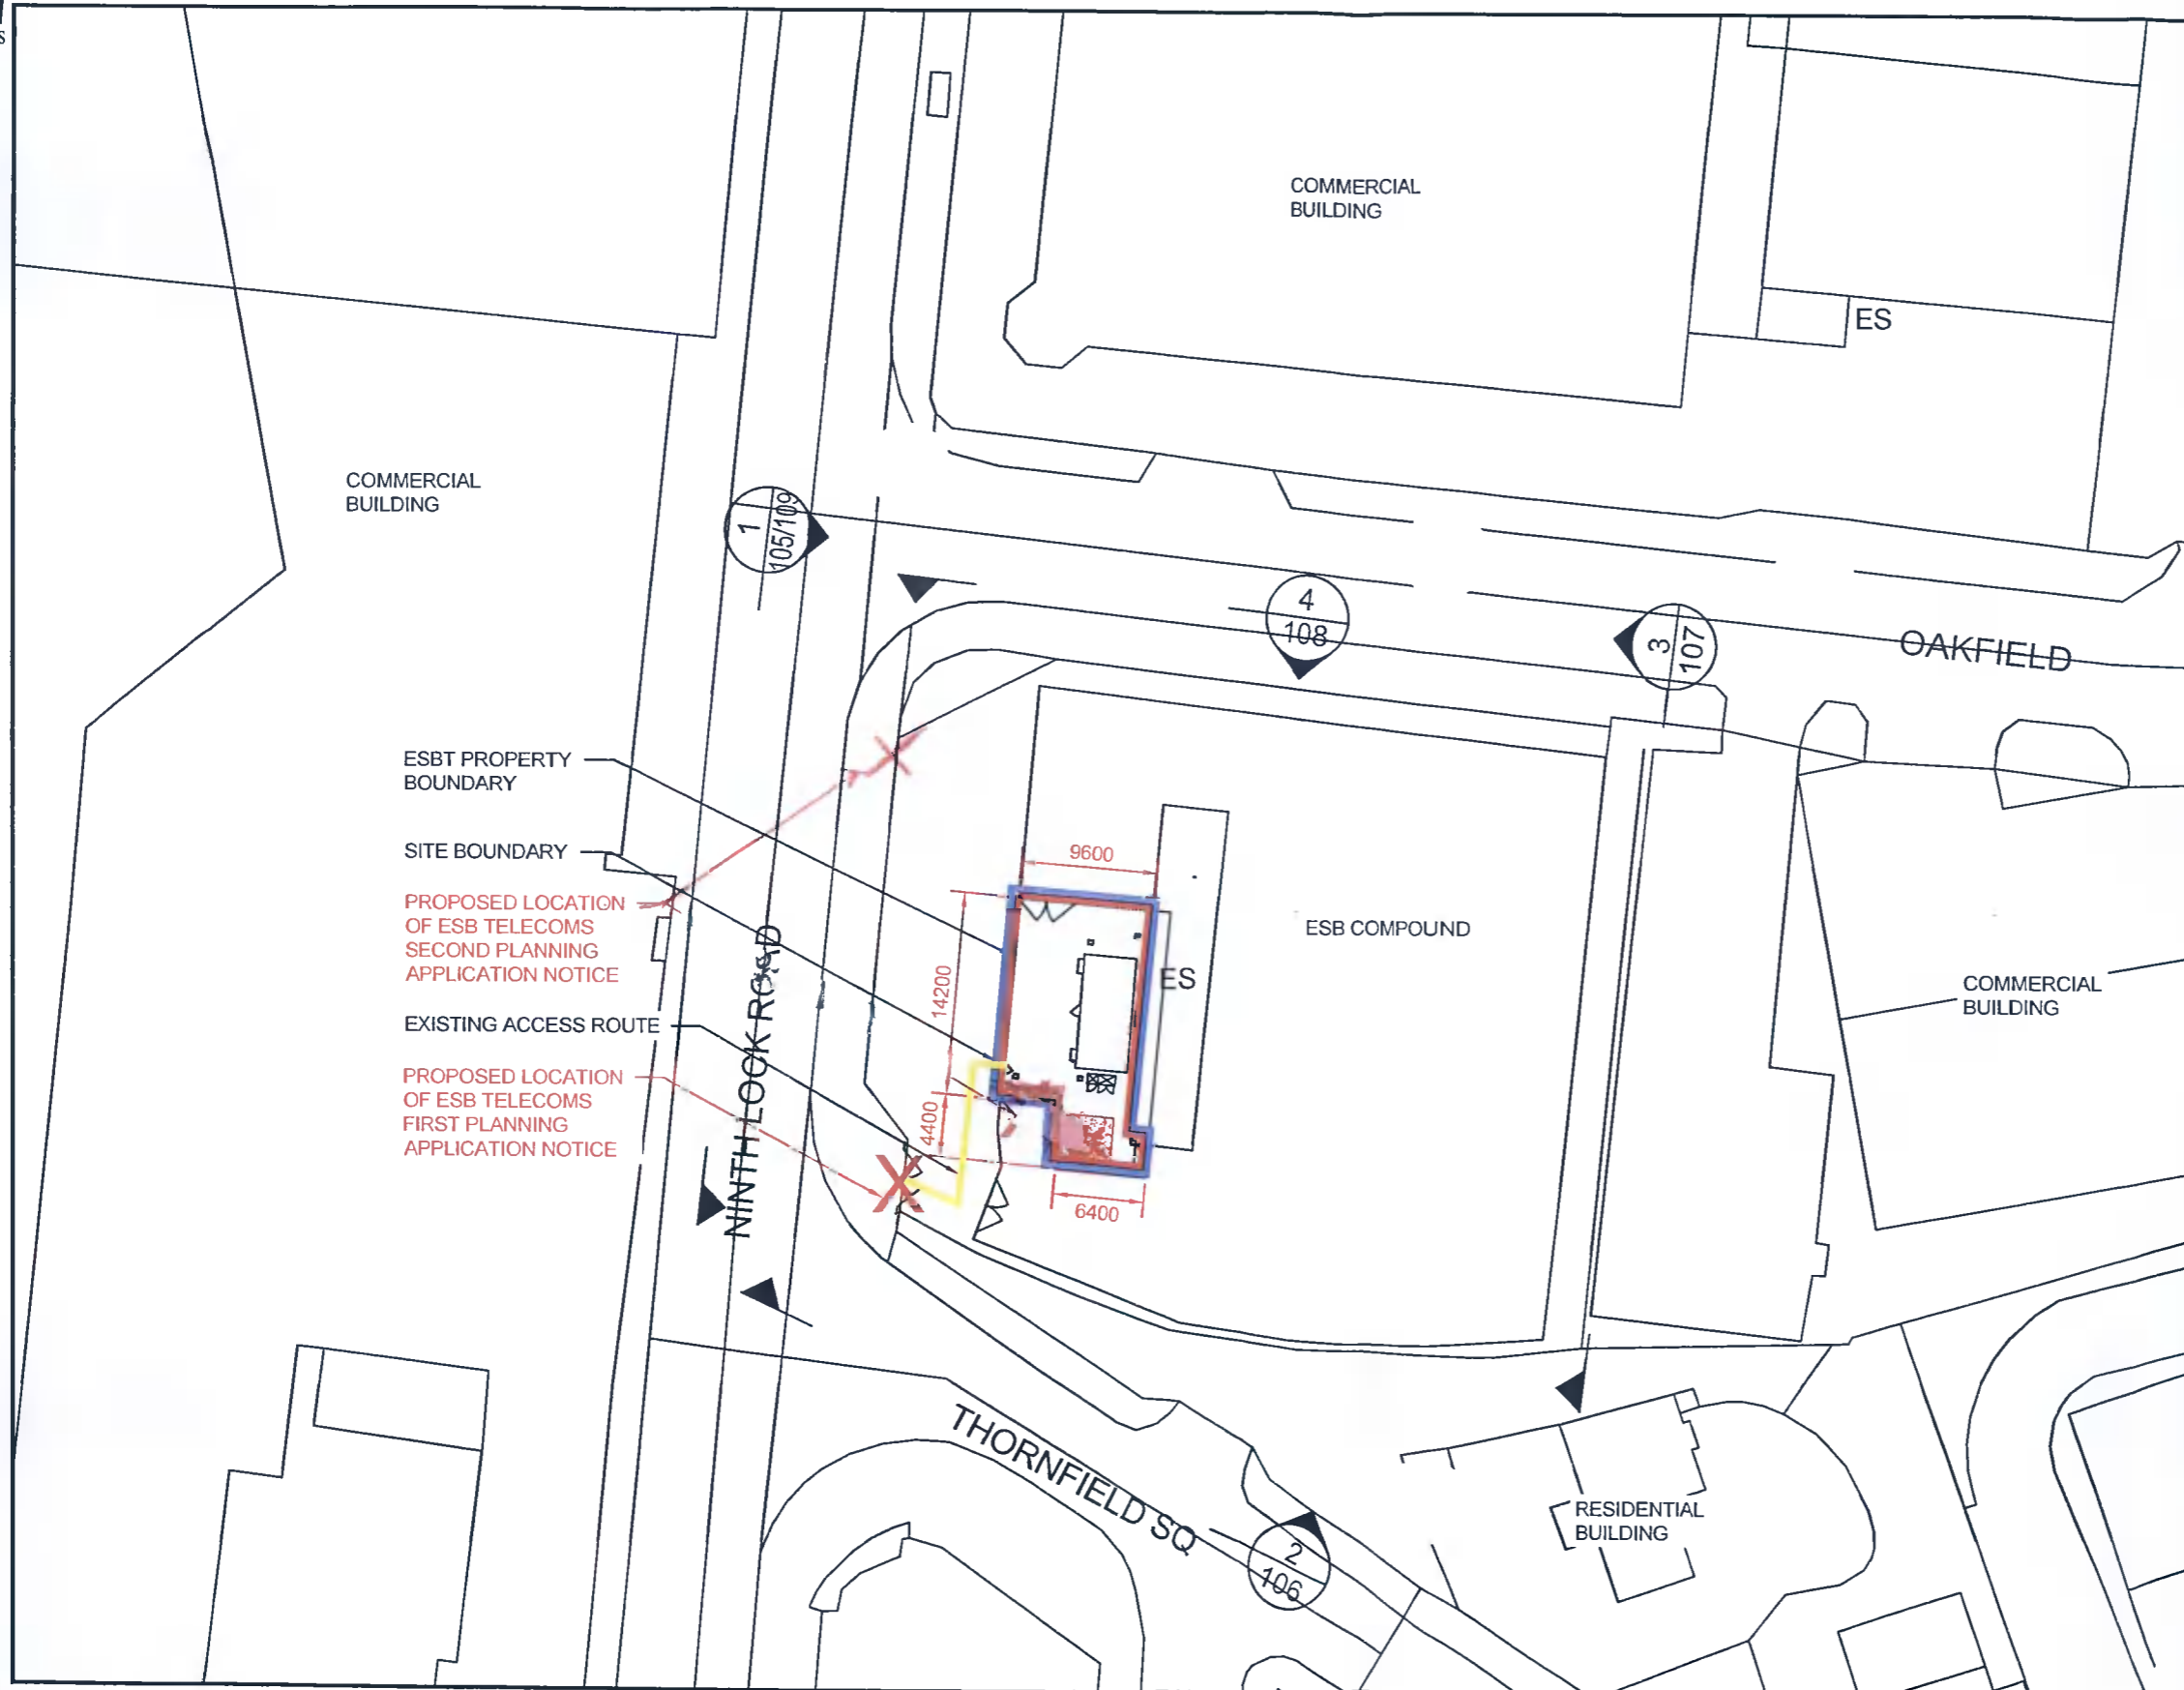 S
COMMERCIAL
BUILDING
ES
COMMERCIAL
BUILDING
1
105/109
4
108
3
107
OAKFIELD
ESBT PROPERTY
BOUNDARY
SITE BOUNDARY
PROPOSED LOCATION
OF ESB TELECOMS
SECOND PLANNING
APPLICATION NOTICE
EXISTING ACCESS ROUTE
PROPOSED LOCATION
OF ESB TELECOMS
FIRST PLANNING
APPLICATION NOTICE
NINTH LOCK ROAD
9600
14200
4400
6400
ES
ESB COMPOUND
COMMERCIAL
BUILDING
THORNFIELD SQ
2
106
RESIDENTIAL
BUILDING